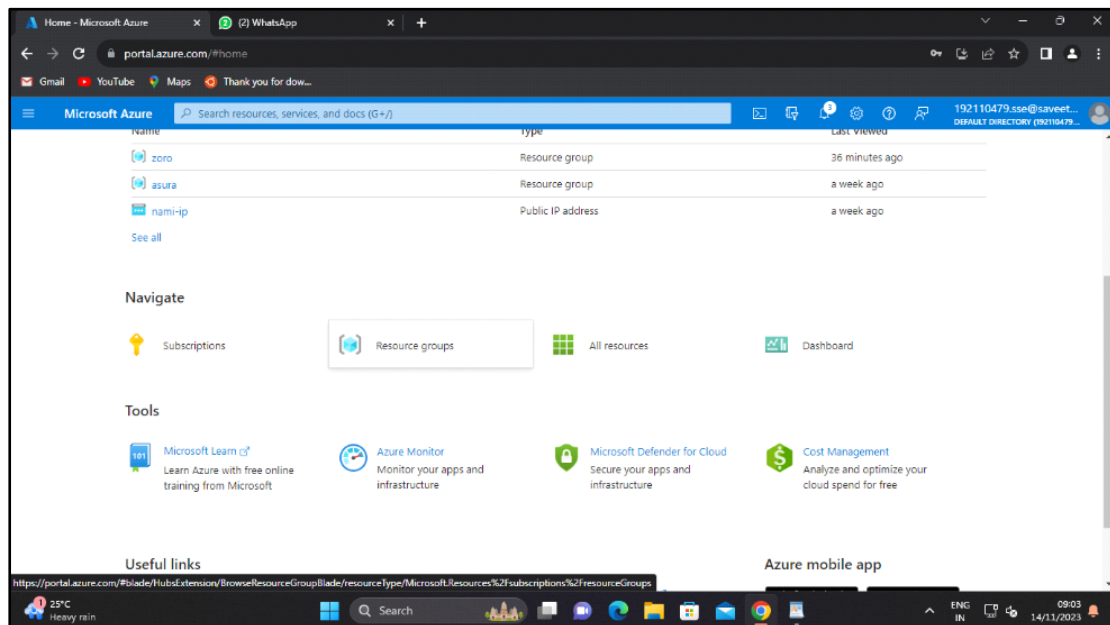 Home - Microsoft Azure
(2) WhatsApp
portal.azure.com/#home
Gmail YouTube Maps Thank you for dow...
Microsoft Azure
Search resources, services, and docs (G+/)
3
192110479.sse@saveet...
DEFAULT DIRECTORY (192110479...
Name Type Last Viewed
zoro Resource group 36 minutes ago
asura Resource group a week ago
nami-ip Public IP address a week ago
See all
Navigate
Subscriptions Resource groups All resources Dashboard
Tools
Microsoft Learn
Learn Azure with free online
training from Microsoft
Azure Monitor
Monitor your apps and
infrastructure
Microsoft Defender for Cloud
Secure your apps and
infrastructure
Cost Management
Analyze and optimize your
cloud spend for free
Useful links Azure mobile app
https://portal.azure.com/#blade/HubsExtension/BrowseResourceGroupBlade/resourceType/Microsoft.Resources%2Fsubscriptions%2FresourceGroups
1
25°C
Heavy rain
Search
ENG
IN
09:03
14/11/2023